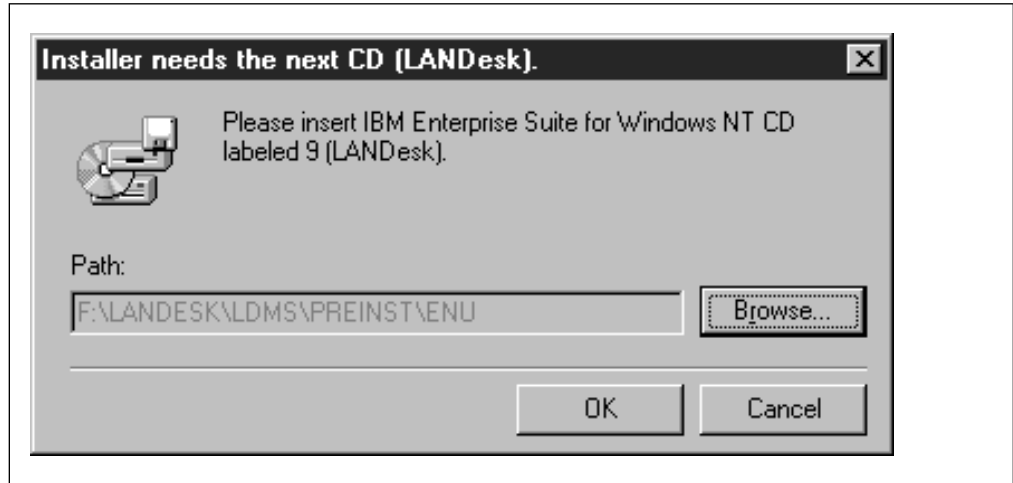 Installer needs the next CD (LANDesk).
Please insert IBM Enterprise Suite for Windows NT CD
labeled 9 (LANDesk).
Path:
F:\LANDESK\LDMS\PREINST\ENU
Browse...
OK
Cancel